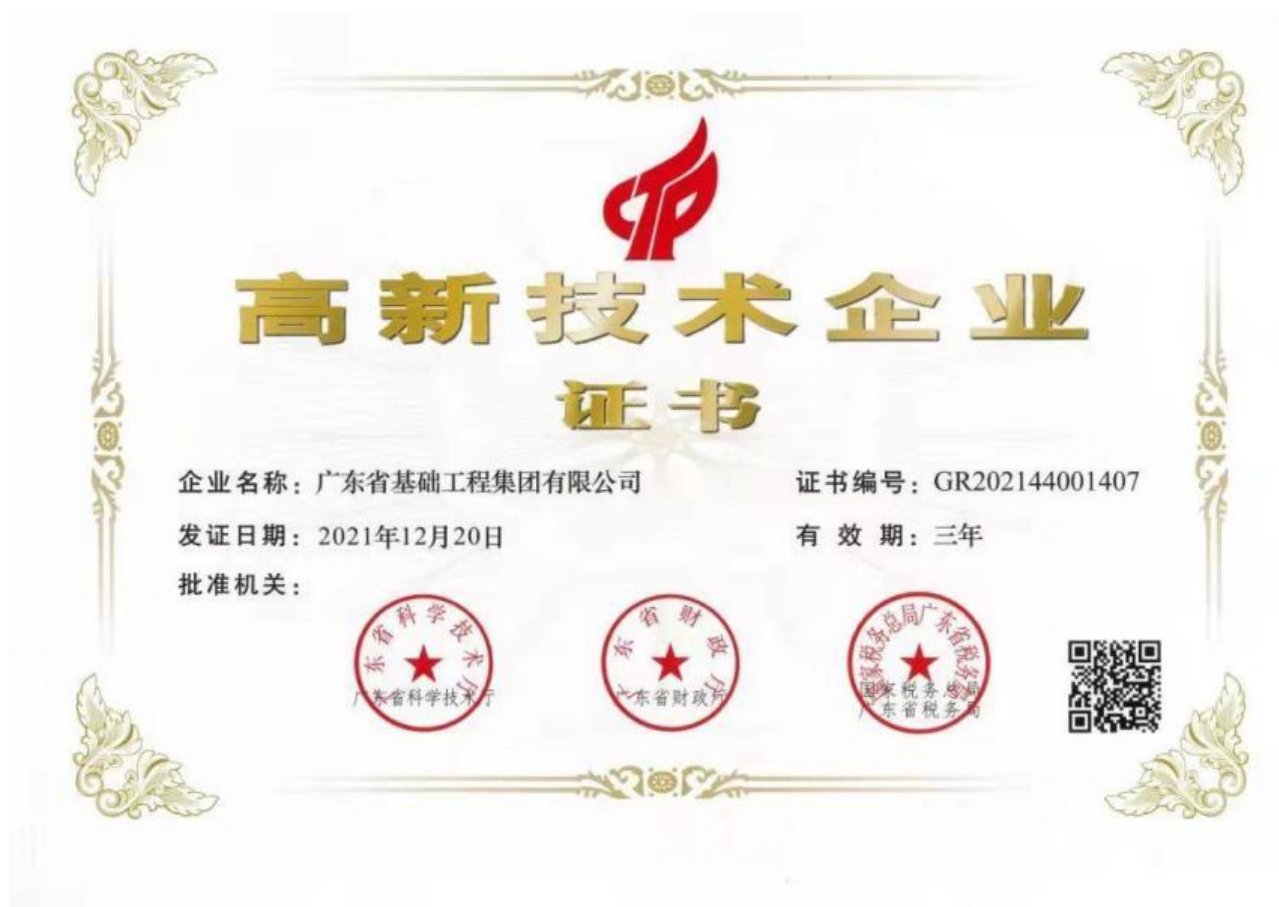 高新技术企业
证书
企业名称：广东省基础工程集团有限公司
证书编号：GR202144001407
发证日期：2021年12月20日
有效期：三年
批准机关：
广东省科学技术厅
广东省科学技术厅
广东省财政厅
广东省财政厅
国家税务总局广东省税务局
国家税务总局
广东省税务局